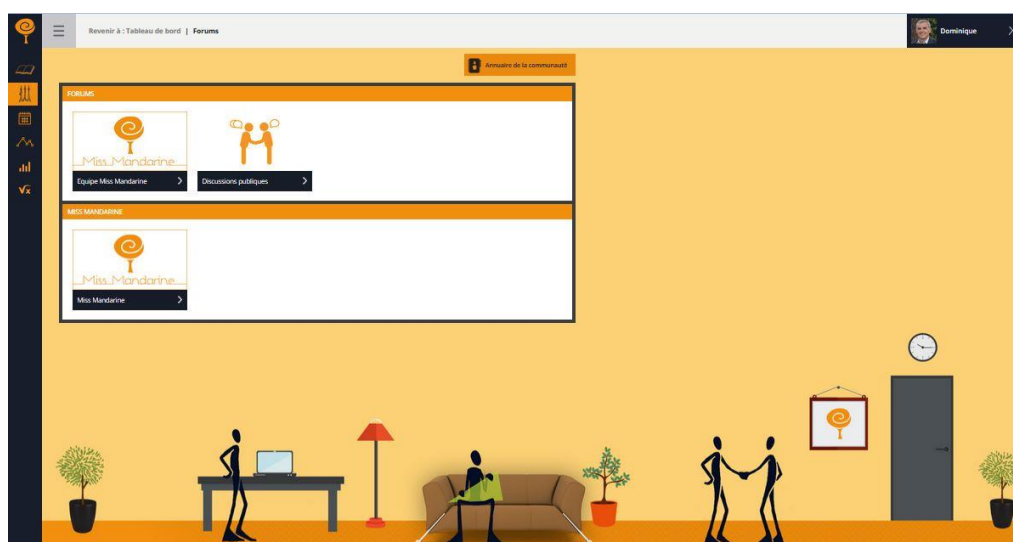 Revenir à : Tableau de bord | Forums
Dominique
Annuaire de la communauté
FORUMS
Miss Mandarine
Equipe Miss Mandarine
Discussions publiques
MISS MANDARINE
Miss Mandarine
Miss Mandarine